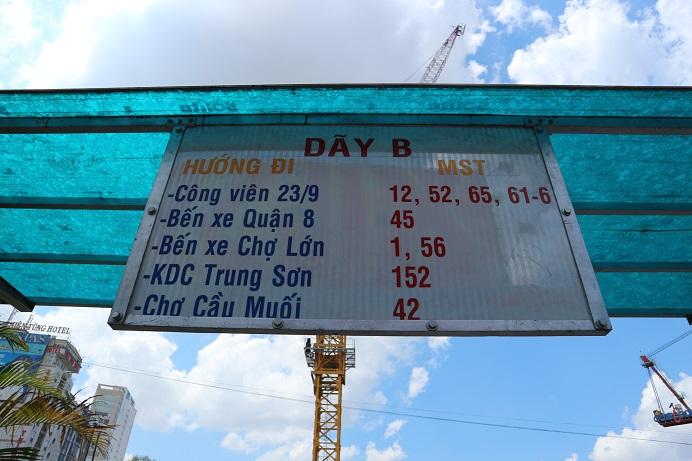 DÃY B
HƯỚNG ĐI MST
-Công viên 23/9 12, 52, 65, 61-6
-Bến xe Quận 8 45
-Bến xe Chợ Lớn 1, 56
-KDC Trung Sơn 152
-Chợ Cầu Muối 42
HOTEL